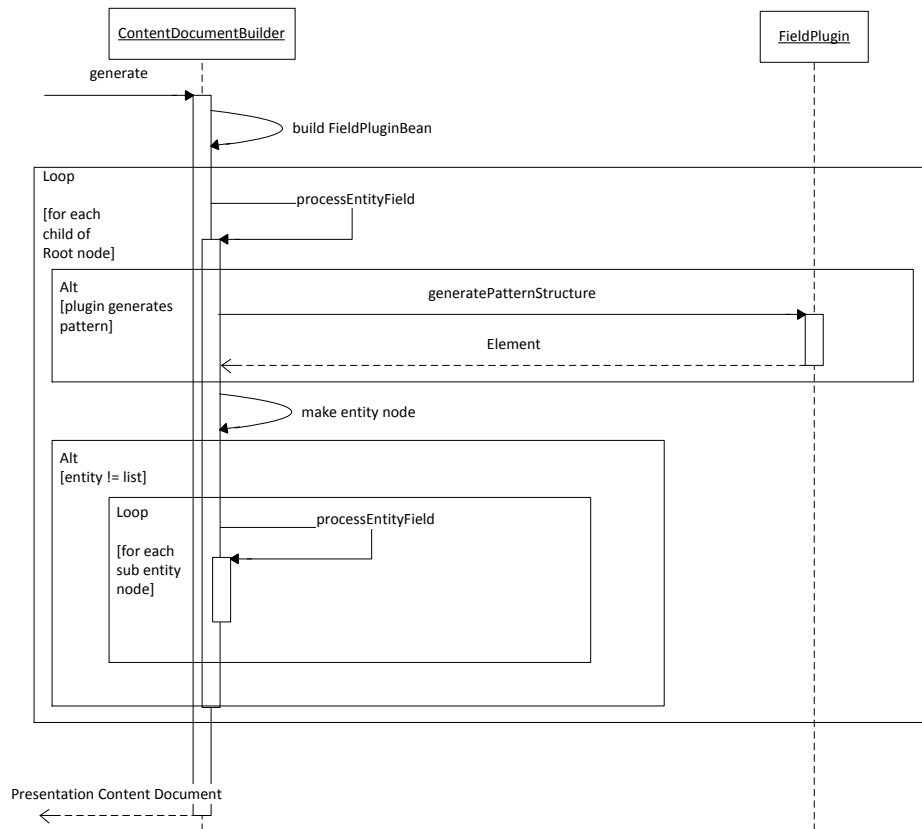 ContentDocumentBuilder
FieldPlugin
generate
build FieldPluginBean
Loop
[for each
child of
Root node]
processEntityField
Alt
[plugin generates
pattern]
generatePatternStructure
Element
make entity node
Alt
[entity != list]
Loop
[for each
sub entity
node]
processEntityField
Presentation Content Document